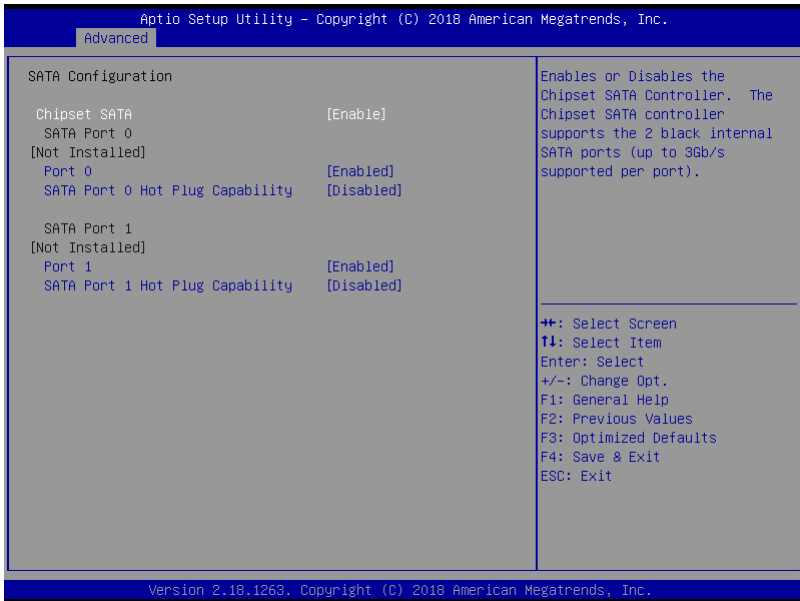 Aptio Setup Utility – Copyright (C) 2018 American Megatrends, Inc.
Advanced
SATA Configuration
Chipset SATA [Enable]
SATA Port 0
[Not Installed]
Port 0 [Enabled]
SATA Port 0 Hot Plug Capability [Disabled]
SATA Port 1
[Not Installed]
Port 1 [Enabled]
SATA Port 1 Hot Plug Capability [Disabled]
Enables or Disables the
Chipset SATA Controller. The
Chipset SATA controller
supports the 2 black internal
SATA ports (up to 3Gb/s
supported per port).
→←: Select Screen
↑↓: Select Item
Enter: Select
+/-: Change Opt.
F1: General Help
F2: Previous Values
F3: Optimized Defaults
F4: Save & Exit
ESC: Exit
Version 2.18.1263. Copyright (C) 2018 American Megatrends, Inc.